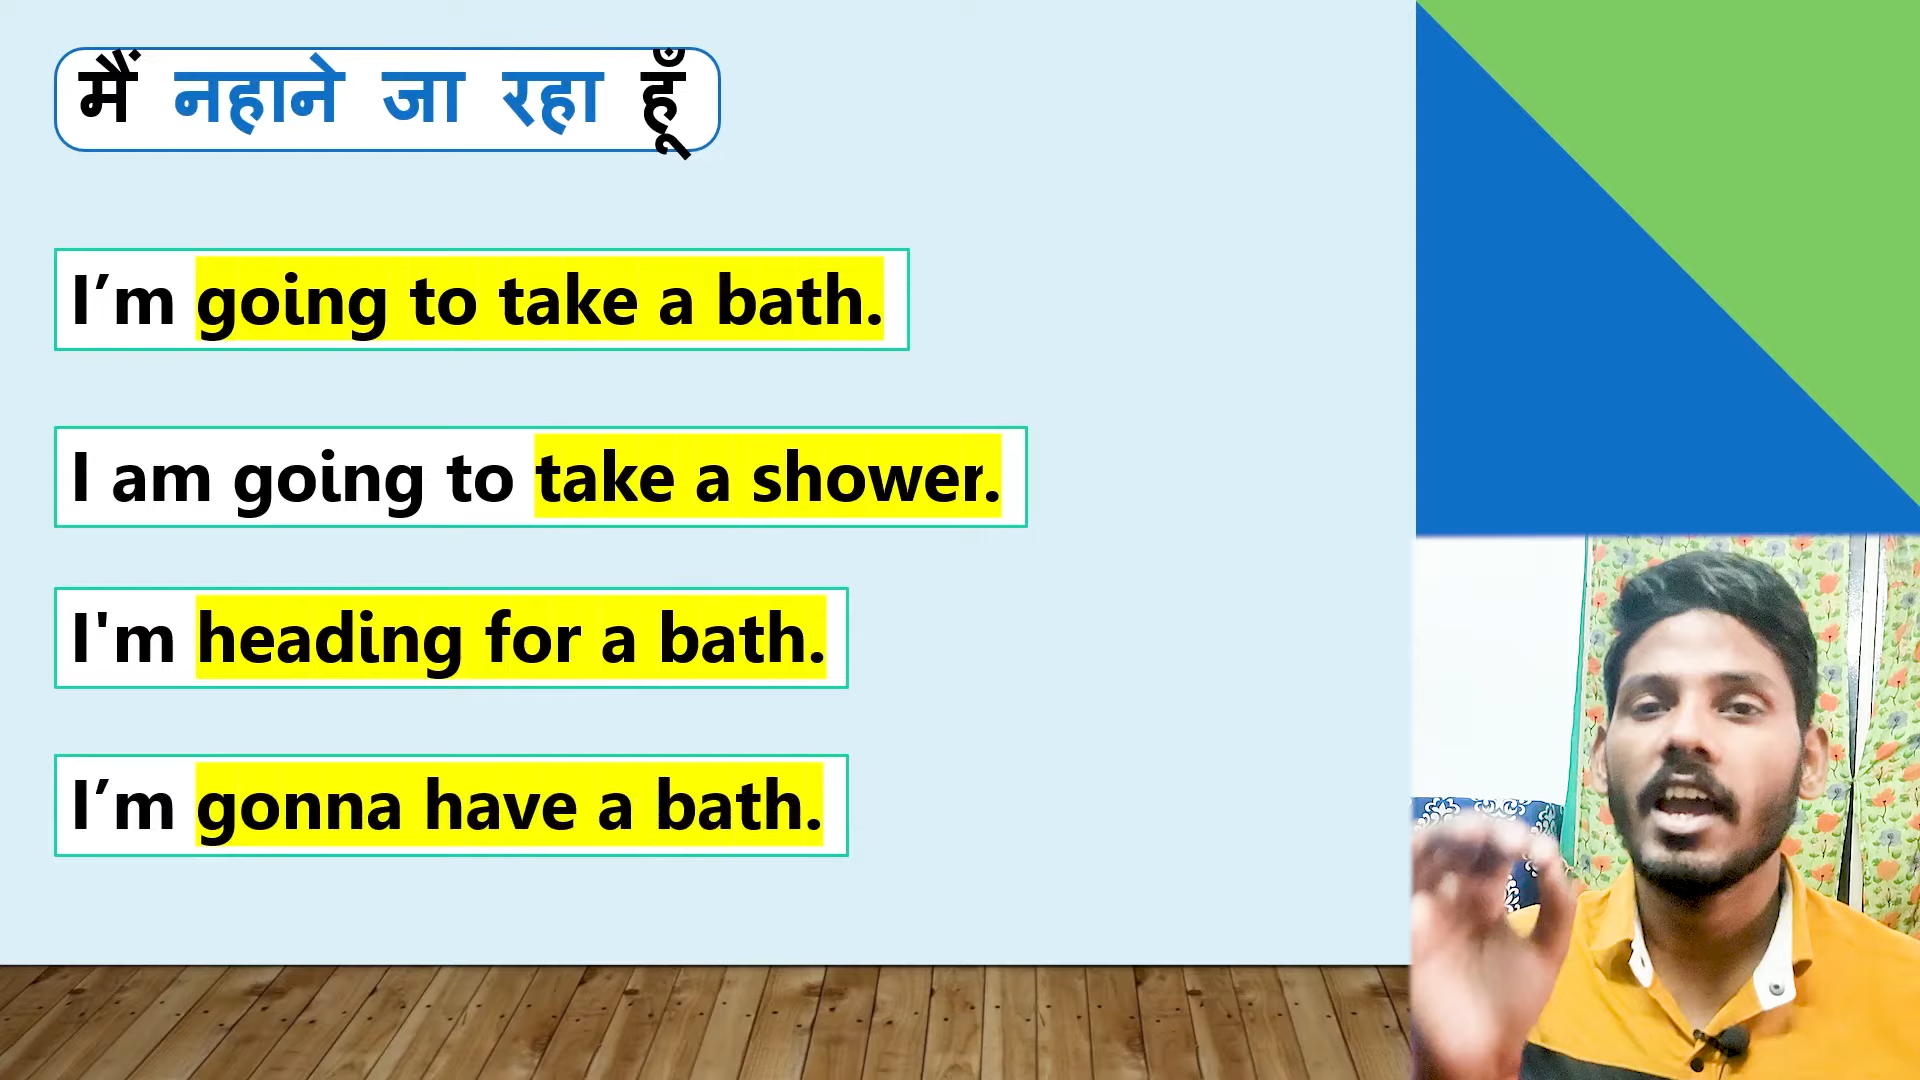 मैं नहाने जा रहा हूँ
I’m going to take a bath.
I am going to take a shower.
I'm heading for a bath.
I’m gonna have a bath.